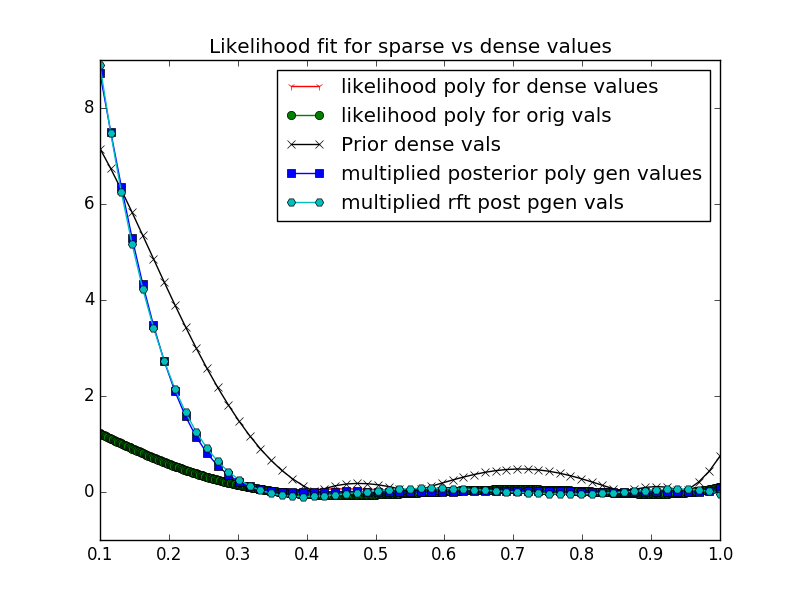 Likelihood fit for sparse vs dense values
likelihood poly for dense values
likelihood poly for orig vals
Prior dense vals
multiplied posterior poly gen values
multiplied rft post pgen vals
8
6
4
2
0
0.1 0.2 0.3 0.4 0.5 0.6 0.7 0.8 0.9 1.0